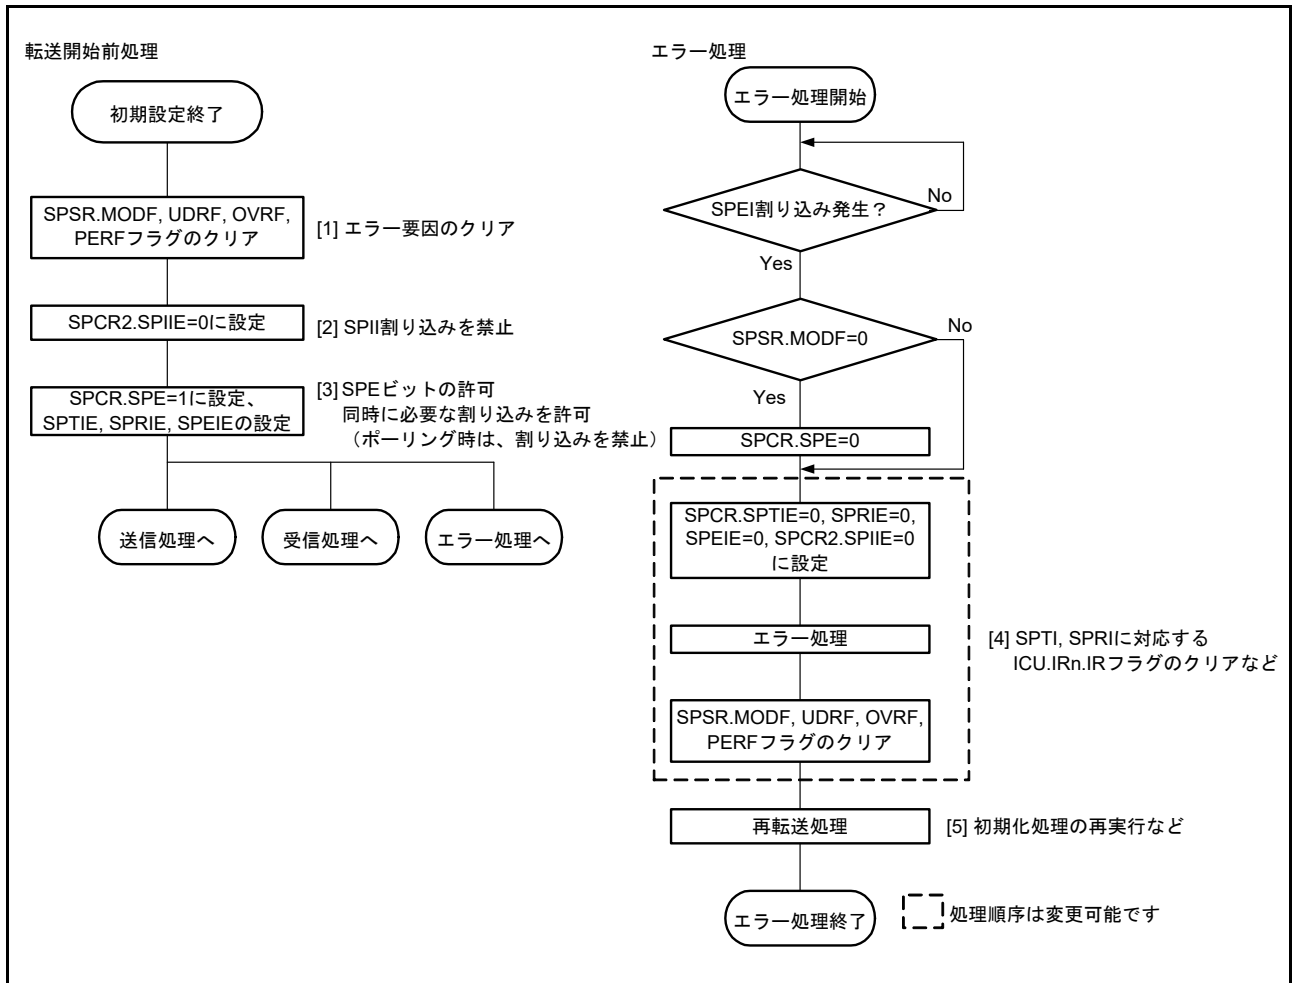 転送開始前処理
初期設定終了
SPSR.MODF, UDRF, OVRF,
PERFフラグのクリア
[1] エラー要因のクリア
SPCR2.SPIIE=0に設定
[2] SPII割り込みを禁止
SPCR.SPE=1に設定、
SPTIE, SPRIE, SPEIEの設定
[3] SPEビットの許可
同時に必要な割り込みを許可
（ポーリング時は、割り込みを禁止）
送信処理へ
受信処理へ
エラー処理へ
エラー処理
エラー処理開始
SPEI割り込み発生？
No
Yes
SPSR.MODF=0
No
Yes
SPCR.SPE=0
SPCR.SPTIE=0, SPRIE=0,
SPEIE=0, SPCR2.SPIIE=0
に設定
エラー処理
[4] SPTI, SPRIに対応する
ICU.IRn.IRフラグのクリアなど
SPSR.MODF, UDRF, OVRF,
PERFフラグのクリア
再転送処理
[5] 初期化処理の再実行など
エラー処理終了
処理順序は変更可能です